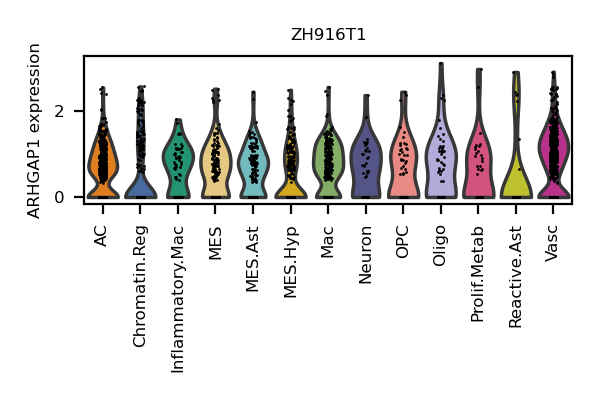 ZH916T1
ARHGAP1 expression
2
0
AC
Chromatin.Reg
Inflammatory.Mac
MES
MES.Ast
MES.Hyp
Mac
Neuron
OPC
Oligo
Prolif.Metab
Reactive.Ast
Vasc